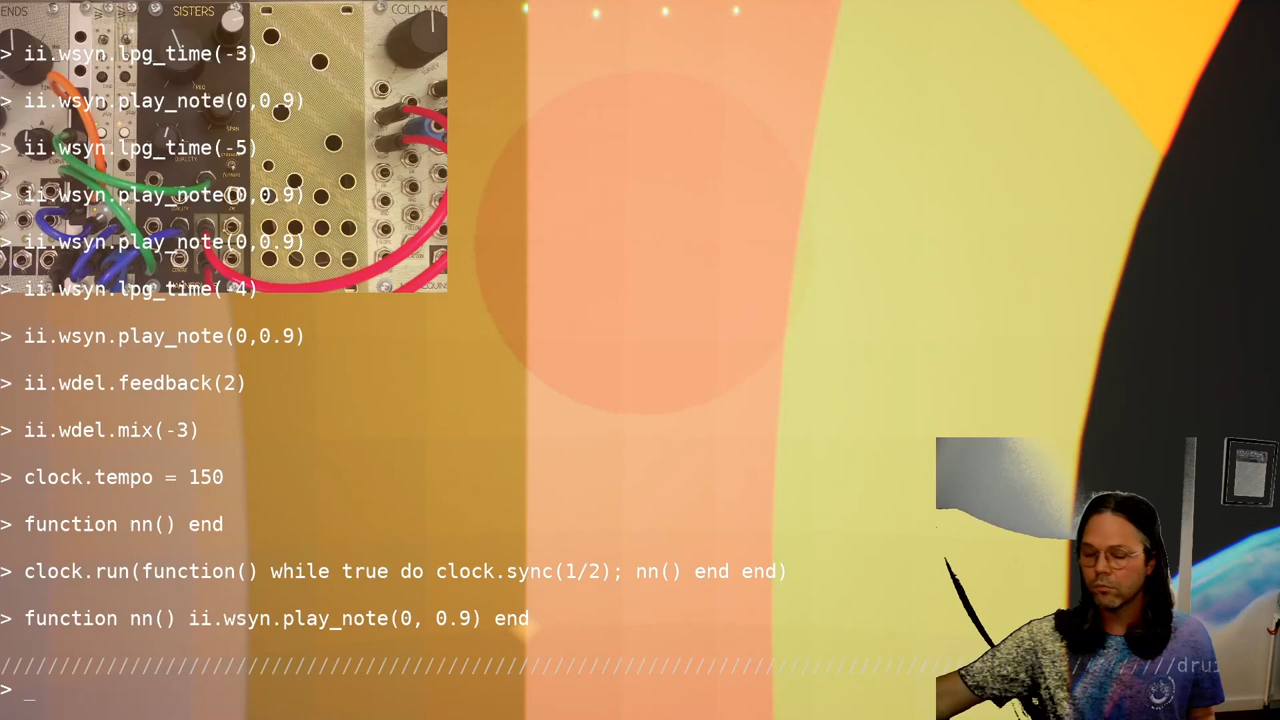 ENDS SISTERS COLD MAC
> ii.wsyn.lpg_time(-3)
> ii.wsyn.play_note(0,0.9)
> ii.wsyn.lpg_time(-5)
> ii.wsyn.play_note(0,0.9)
> ii.wsyn.play_note(0,0.9)
> ii.wsyn.lpg_time(-4)
> ii.wsyn.play_note(0,0.9)
> ii.wdel.feedback(2)
> ii.wdel.mix(-3)
> clock.tempo = 150
> function nn() end
> clock.run(function() while true do clock.sync(1/2); nn() end end)
> function nn() ii.wsyn.play_note(0, 0.9) end
//////////////////////////////////////////////////////////////////////////////////////////////////// /////dru
> _